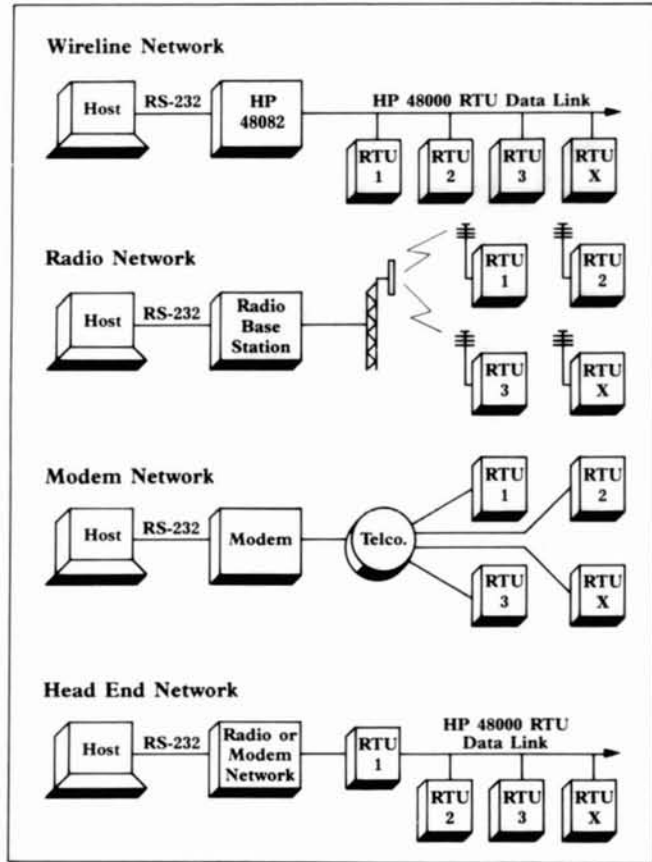 Wireline Network
Host
RS-232
HP
48082
HP 48000 RTU Data Link
RTU
1
RTU
2
RTU
3
RTU
X
Radio Network
Host
RS-232
Radio
Base
Station
RTU
1
RTU
2
RTU
3
RTU
X
Modem Network
Host
RS-232
Modem
Telco.
RTU
1
RTU
2
RTU
3
RTU
X
Head End Network
Host
RS-232
Radio or
Modem
Network
RTU
1
HP 48000 RTU
Data Link
RTU
2
RTU
3
RTU
X